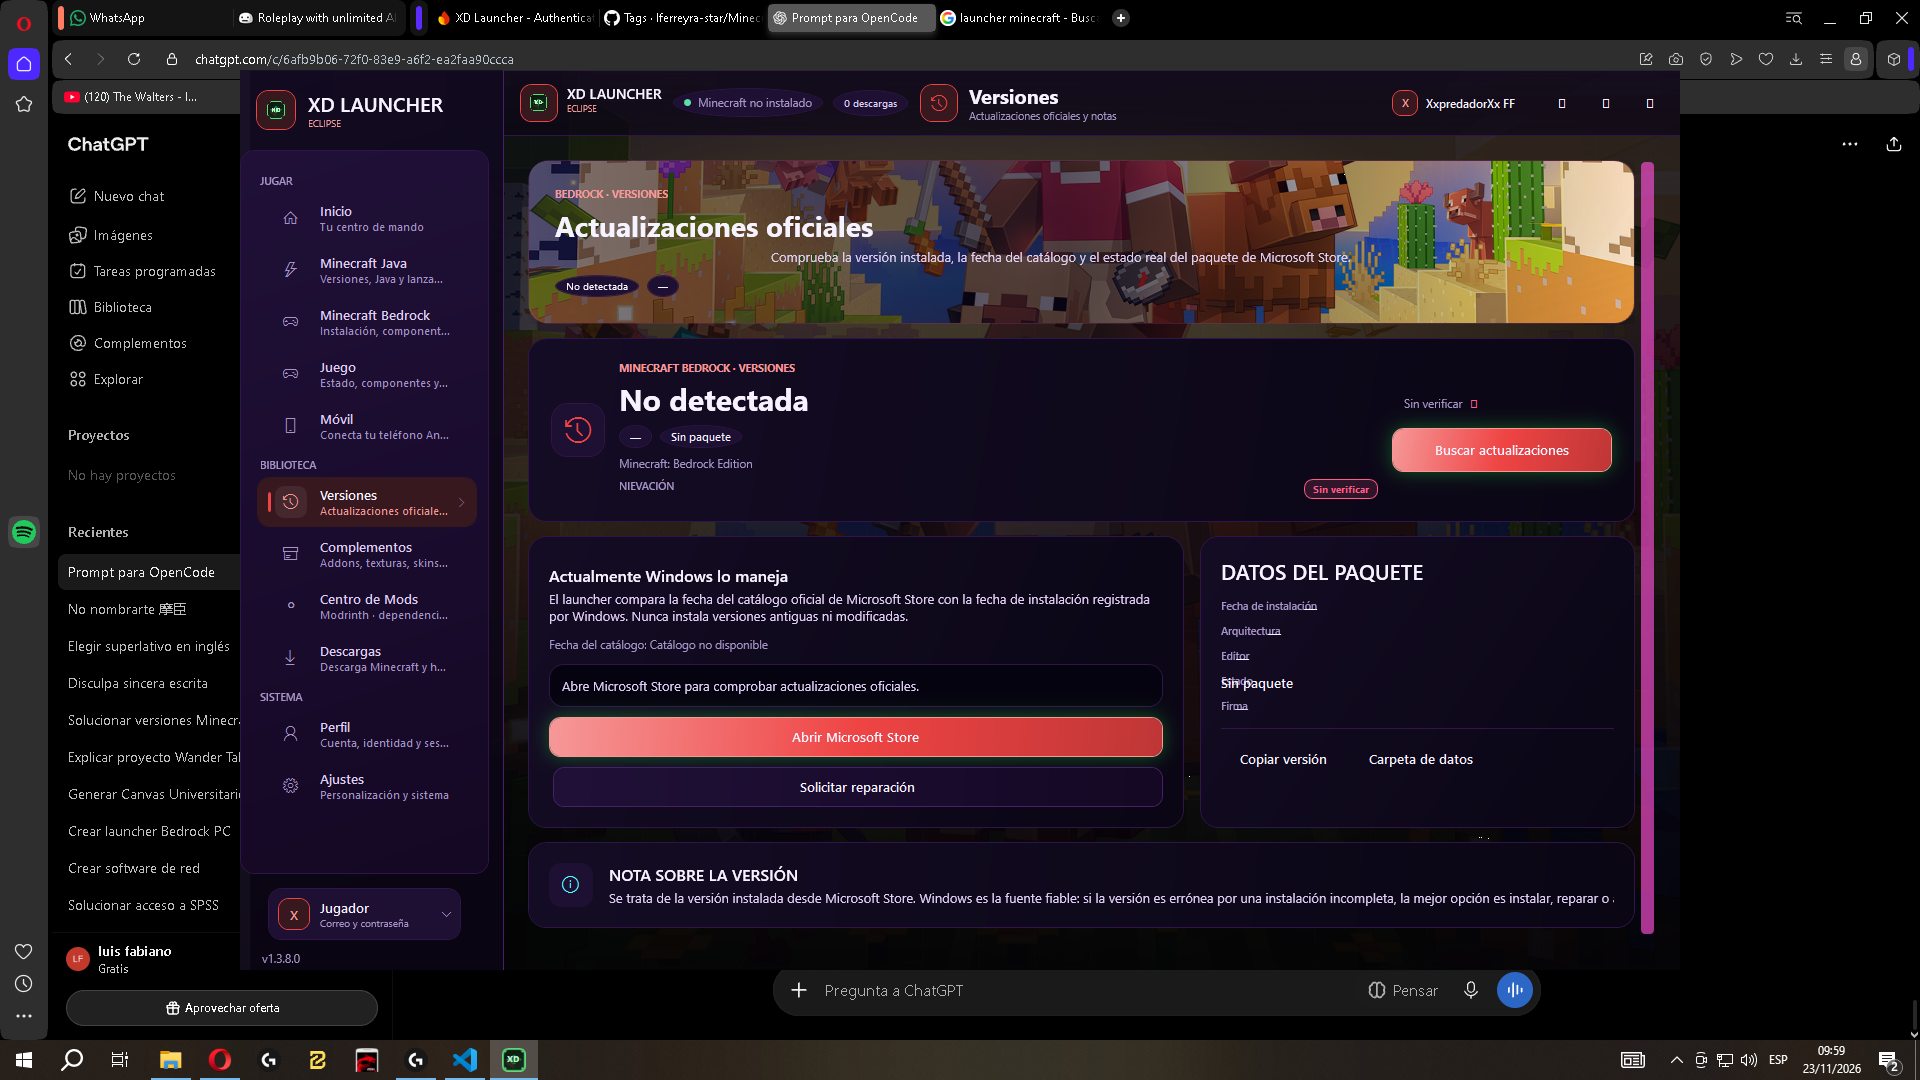 WhatsApp
Roleplay with unlimited AI
XD Launcher - Authenticat
Tags · lferreyra-star/Minec
Prompt para OpenCode
launcher minecraft - Busc
chatgpt.com/c/6afb9b06-72f0-83e9-a6f2-ea2faa90ccca
(120) The Walters - I...
ChatGPT
Nuevo chat
Imágenes
Tareas programadas
Biblioteca
Complementos
Explorar
Proyectos
No hay proyectos
Recientes
Prompt para OpenCode
No nombrarte 摩臣
Elegir superlativo en inglés
Disculpa sincera escrita
Solucionar versiones Minecra
Explicar proyecto Wander Tal
Generar Canvas Universitario
Crear launcher Bedrock PC
Crear software de red
Solucionar acceso a SPSS
LF
luis fabiano
Gratis
Aprovechar oferta
XD
XD LAUNCHER
ECLIPSE
JUGAR
Inicio
Tu centro de mando
Minecraft Java
Versiones, Java y lanza...
Minecraft Bedrock
Instalación, component...
Juego
Estado, componentes y...
Móvil
Conecta tu teléfono An...
BIBLIOTECA
Versiones
Actualizaciones oficiale...
Complementos
Addons, texturas, skins...
Centro de Mods
Modrinth · dependenci...
Descargas
Descarga Minecraft y h...
SISTEMA
Perfil
Cuenta, identidad y ses...
Ajustes
Personalización y sistema
X
Jugador
Correo y contraseña
v1.3.8.0
XD
XD LAUNCHER
ECLIPSE
Minecraft no instalado
0 descargas
Versiones
Actualizaciones oficiales y notas
X
XxpredadorXx FF
BEDROCK · VERSIONES
Actualizaciones oficiales
Comprueba la versión instalada, la fecha del catálogo y el estado real del paquete de Microsoft Store.
No detectada
—
MINECRAFT BEDROCK · VERSIONES
No detectada
—
Sin paquete
Minecraft: Bedrock Edition
NIEVACIÓN
Sin verificar
Buscar actualizaciones
Sin verificar
Actualmente Windows lo maneja
El launcher compara la fecha del catálogo oficial de Microsoft Store con la fecha de instalación registrada
por Windows. Nunca instala versiones antiguas ni modificadas.
Fecha del catálogo: Catálogo no disponible
Abre Microsoft Store para comprobar actualizaciones oficiales.
Abrir Microsoft Store
Solicitar reparación
DATOS DEL PAQUETE
Fecha de instalación
—
Arquitectura
—
Editor
—
Estado
Sin paquete
Firma
—
Copiar versión
Carpeta de datos
NOTA SOBRE LA VERSIÓN
Se trata de la versión instalada desde Microsoft Store. Windows es la fuente fiable: si la versión es errónea por una instalación incompleta, la mejor opción es instalar, reparar o
Pregunta a ChatGPT
Pensar
XD
ESP
09:59
23/11/2026
2